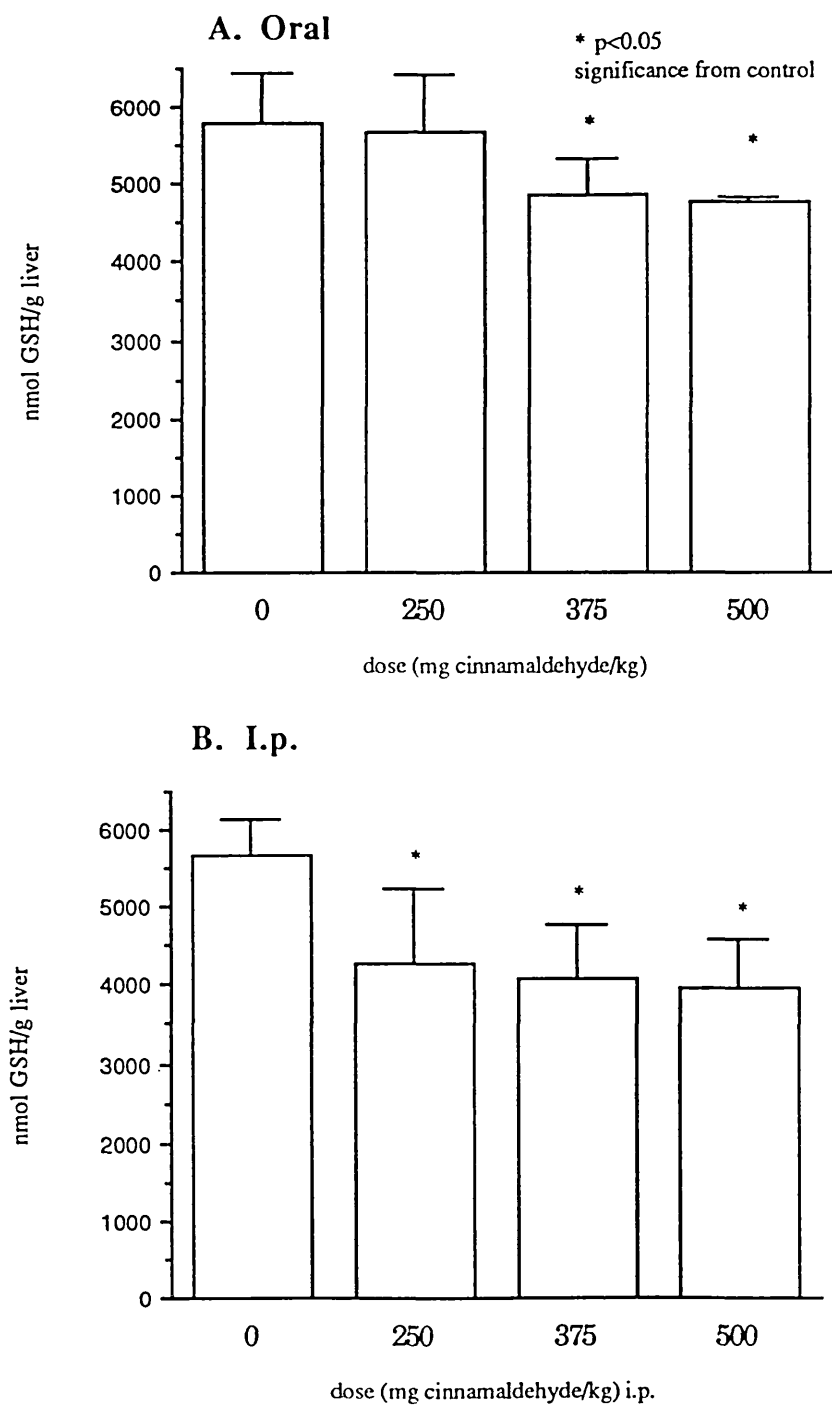 A. Oral
* p<0.05
significance from control
nmol GSH/g liver
6000
5000
4000
3000
2000
1000
0
*
*
0 250 375 500
dose (mg cinnamaldehyde/kg)
B. I.p.
nmol GSH/g liver
6000
5000
4000
3000
2000
1000
0
*
*
*
0 250 375 500
dose (mg cinnamaldehyde/kg) i.p.